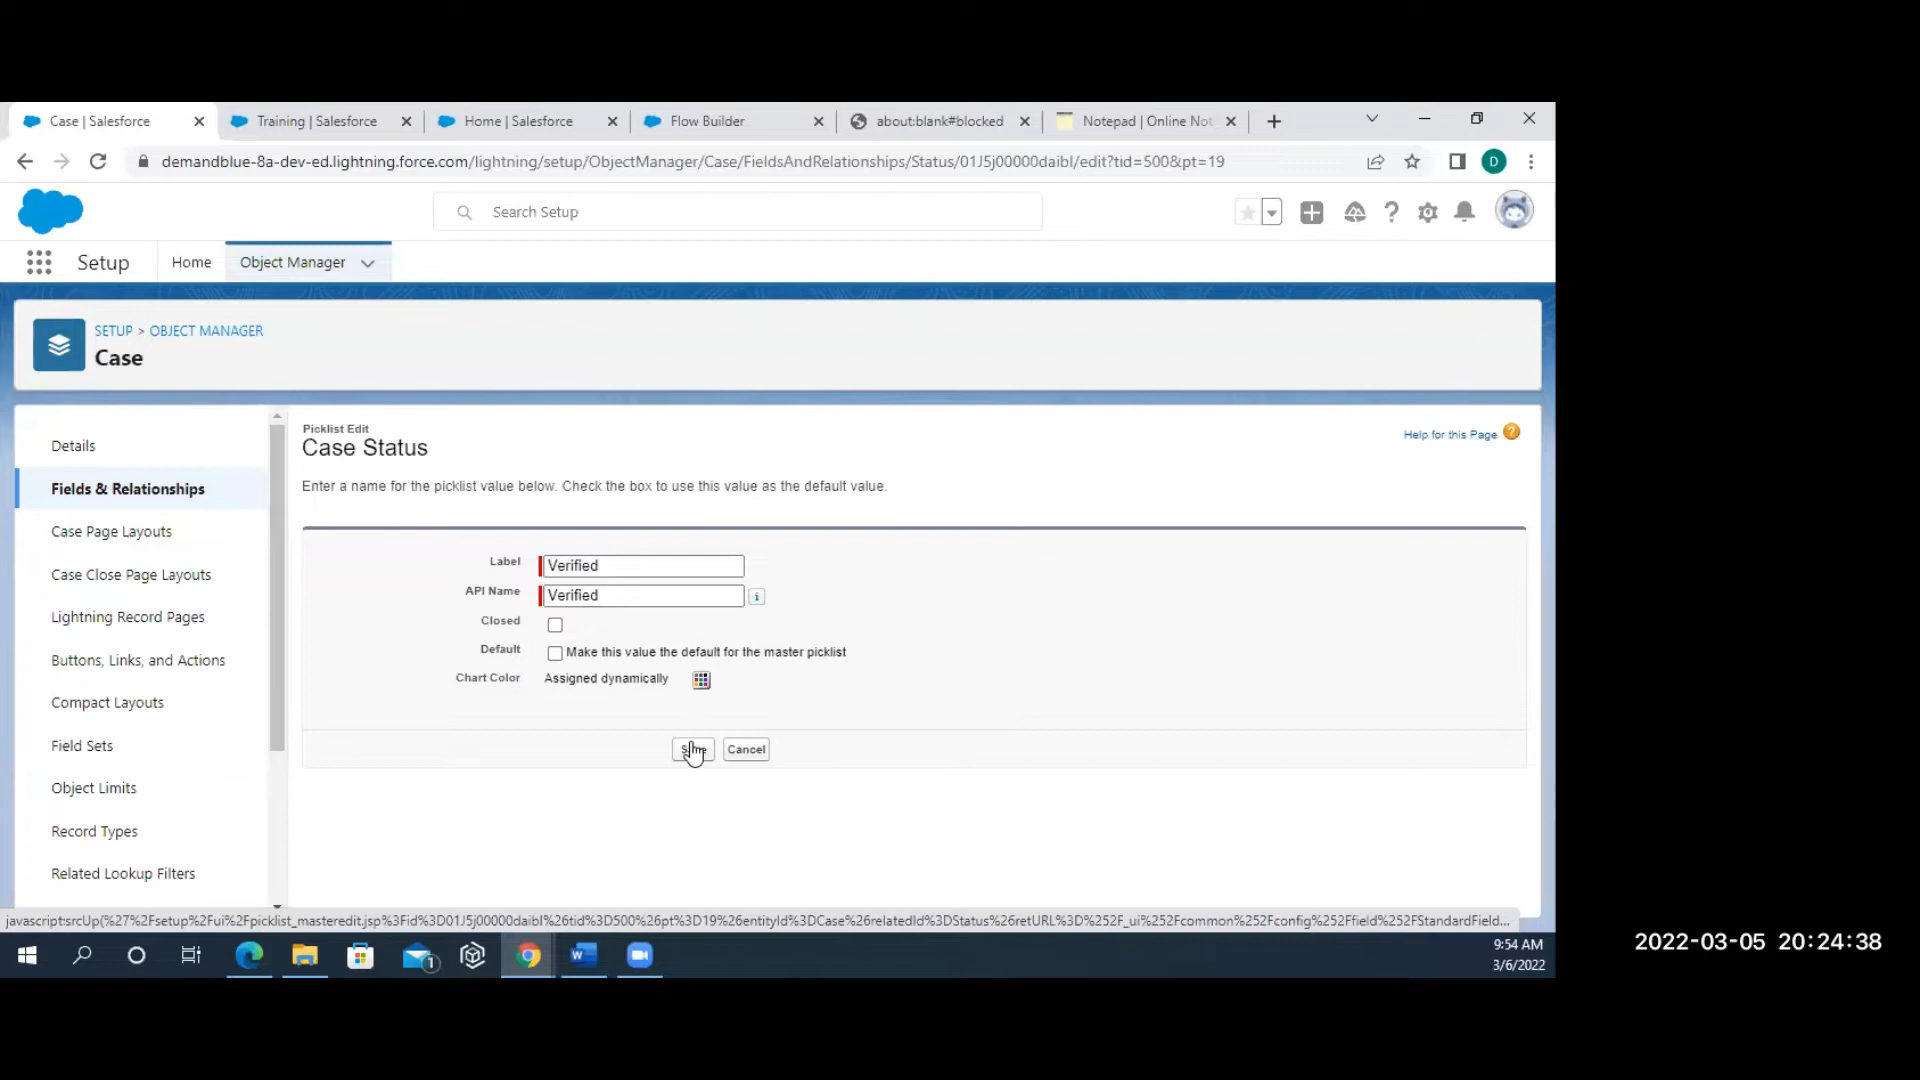 Case | Salesforce
Training | Salesforce
Home | Salesforce
Flow Builder
about:blank#blocked
Notepad | Online Not
demandblue-8a-dev-ed.lightning.force.com/lightning/setup/ObjectManager/Case/FieldsAndRelationships/Status/01J5j00000daibl/edit?tid=500&pt=19
D
Search Setup
Setup
Home
Object Manager
SETUP > OBJECT MANAGER
Case
Details
Fields & Relationships
Case Page Layouts
Case Close Page Layouts
Lightning Record Pages
Buttons, Links, and Actions
Compact Layouts
Field Sets
Object Limits
Record Types
Related Lookup Filters
Picklist Edit
Case Status
Help for this Page
Enter a name for the picklist value below. Check the box to use this value as the default value.
Label Verified
API Name Verified
Closed
Default Make this value the default for the master picklist
Chart Color Assigned dynamically
Cancel
javascript:srcUp(%27%2Fsetup%2Fui%2Fpicklist_masteredit.jsp%3Fid%3D01J5j00000daibl%26tid%3D500%26pt%3D19%26entityId%3DCase%26relatedId%3DStatus%26retURL%3D%252F_ui%252Fcommon%252Fconfig%252Ffield%252FStandardField...
1
9:54 AM
3/6/2022
2022-03-05 20:24:38